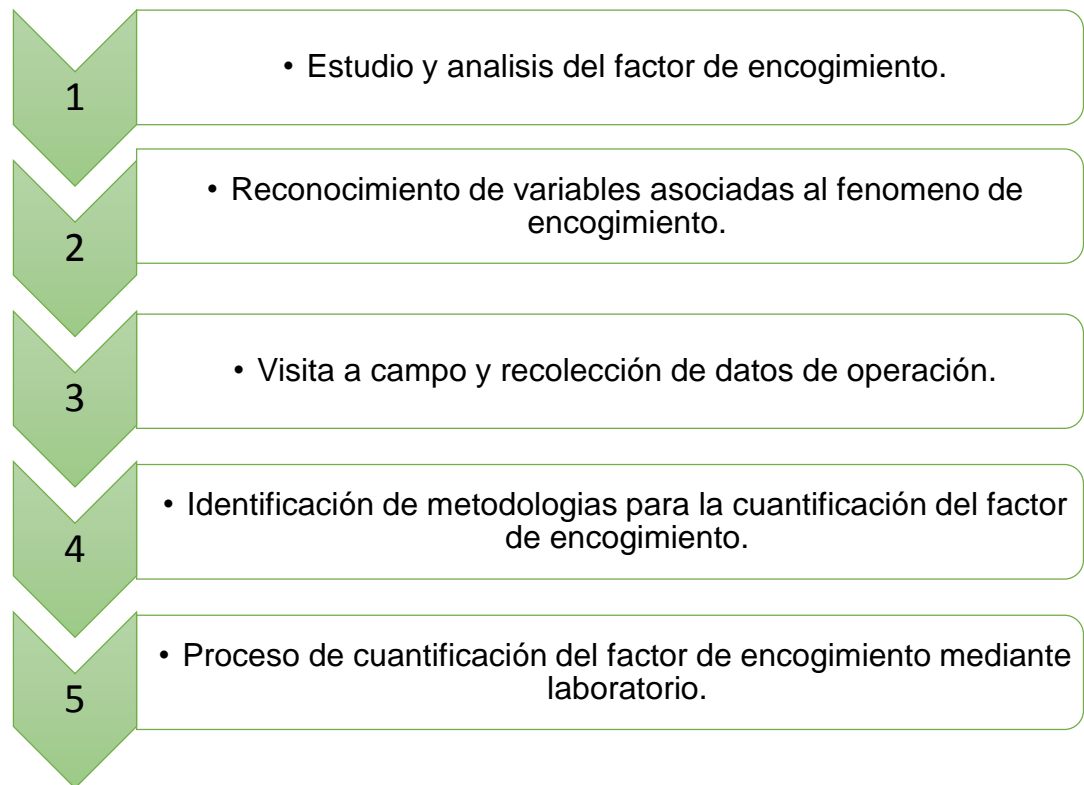 1
• Estudio y analisis del factor de encogimiento.
2
• Reconocimiento de variables asociadas al fenomeno de
encogimiento.
3
• Visita a campo y recolección de datos de operación.
4
• Identificación de metodologias para la cuantificación del factor
de encogimiento.
5
• Proceso de cuantificación del factor de encogimiento mediante
laboratorio.